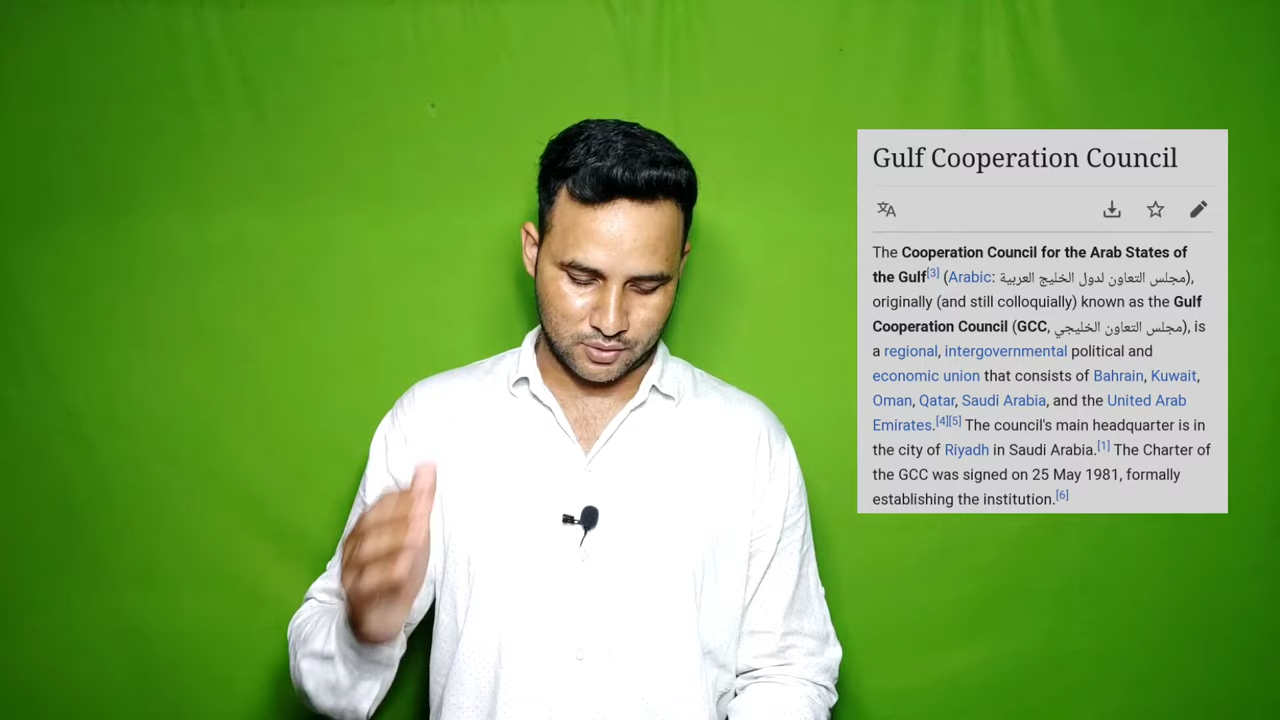 Gulf Cooperation Council
The Cooperation Council for the Arab States of
the Gulf[3] (Arabic: مجلس التعاون لدول الخليج العربية),
originally (and still colloquially) known as the Gulf
Cooperation Council (GCC, مجلس التعاون الخليجي), is
a regional, intergovernmental political and
economic union that consists of Bahrain, Kuwait,
Oman, Qatar, Saudi Arabia, and the United Arab
Emirates.[4][5] The council's main headquarter is in
the city of Riyadh in Saudi Arabia.[1] The Charter of
the GCC was signed on 25 May 1981, formally
establishing the institution.[6]